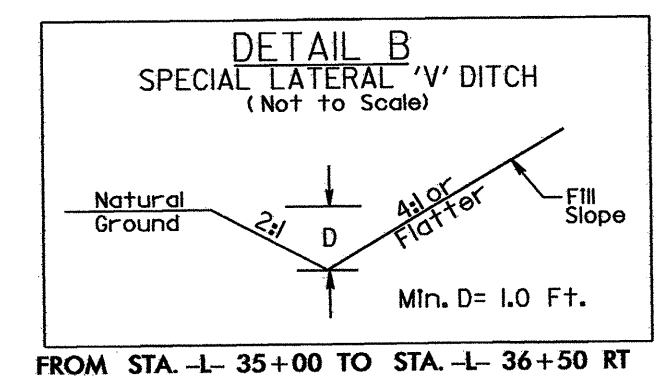 DETAIL B
SPECIAL LATERAL 'V' DITCH
(Not to Scale)
Natural
Ground
2:1
D
4:1 or
Flatter
Fill
Slope
Min. D= 1.0 Ft.
FROM STA. -L- 35+00 TO STA. -L- 36+50 RT